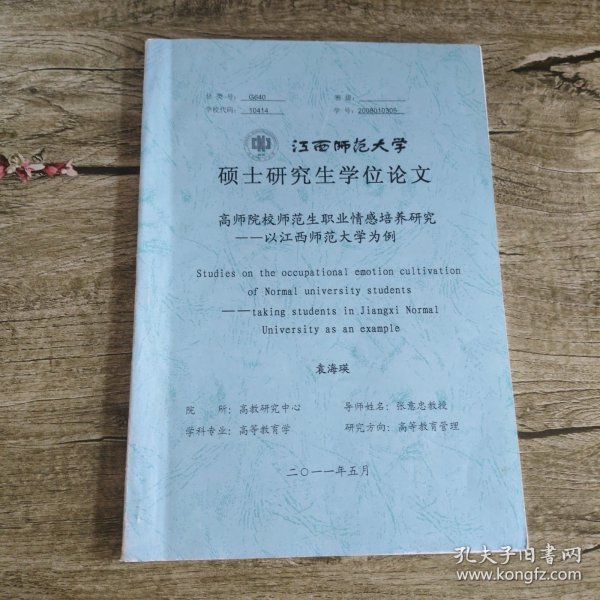 分类号: G640 密级:
学校代码: 10414 学号: 2008010305
江西师范大学
硕士研究生学位论文
高师院校师范生职业情感培养研究
——以江西师范大学为例
Studies on the occupational emotion cultivation
of Normal university students
——taking students in Jiangxi Normal
University as an example
袁海瑛
院 所: 高教研究中心 导师姓名: 张意忠教授
学科专业: 高等教育学 研究方向: 高等教育管理
二○一一年五月
孔夫子旧书网
www.kongfz.com